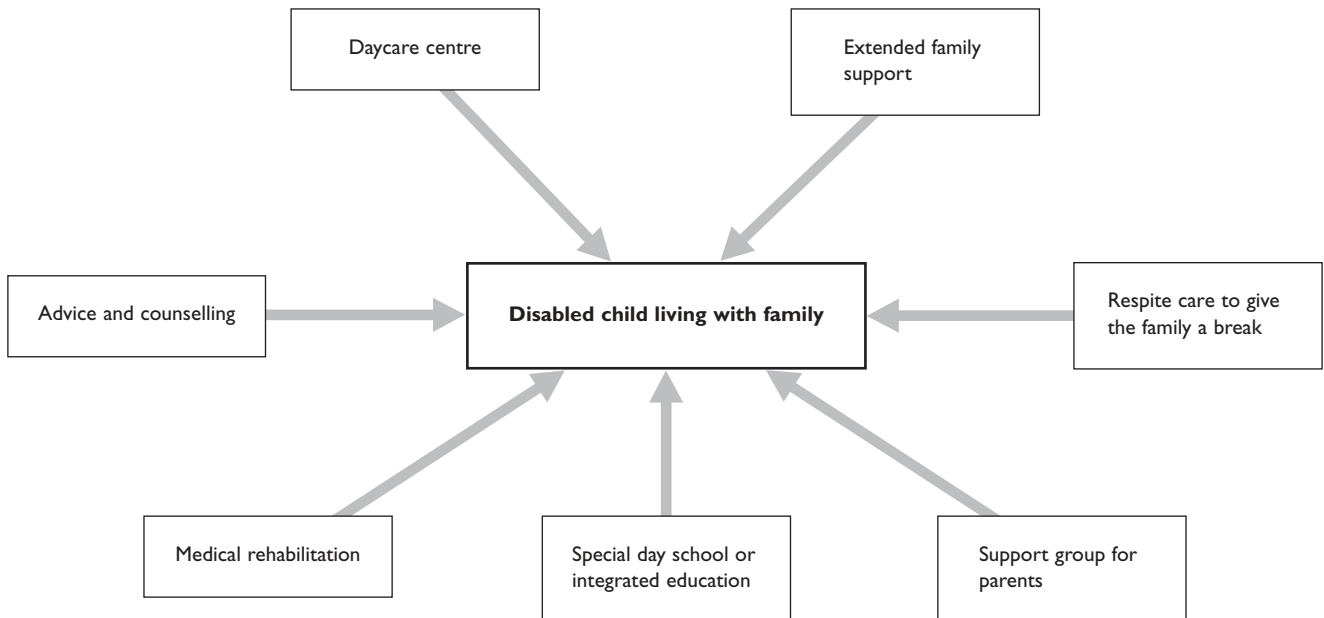 Daycare centre
Extended family
support
Advice and counselling
Disabled child living with family
Respite care to give
the family a break
Medical rehabilitation
Special day school or
integrated education
Support group for
parents